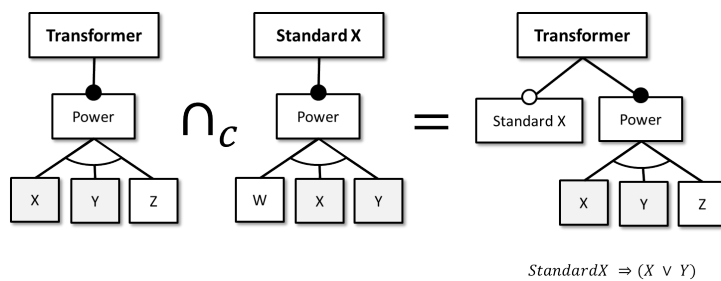 Transformer
Standard X
Transformer
Power
∩c
Power
=
Standard X
Power
X
Y
Z
W
X
Y
X
Y
Z
StandardX ⇒ (X ∨ Y)